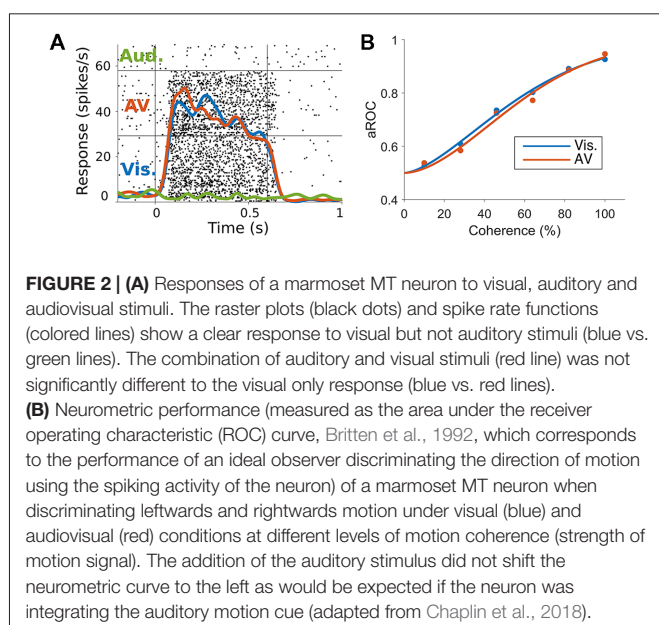 A
B
Aud.
AV
Vis.
Response (spikes/s)
60
40
20
0
0
0.5
1
Time (s)
aROC
1
0.8
0.6
0.4
Vis.
AV
0
20
40
60
80
100
Coherence (%)
FIGURE 2 | (A) Responses of a marmoset MT neuron to visual, auditory and
audiovisual stimuli. The raster plots (black dots) and spike rate functions
(colored lines) show a clear response to visual but not auditory stimuli (blue vs.
green lines). The combination of auditory and visual stimuli (red line) was not
significantly different to the visual only response (blue vs. red lines).
(B) Neurometric performance (measured as the area under the receiver
operating characteristic (ROC) curve, Britten et al., 1992, which corresponds
to the performance of an ideal observer discriminating the direction of motion
using the spiking activity of the neuron) of a marmoset MT neuron when
discriminating leftwards and rightwards motion under visual (blue) and
audiovisual (red) conditions at different levels of motion coherence (strength of
motion signal). The addition of the auditory stimulus did not shift the
neurometric curve to the left as would be expected if the neuron was
integrating the auditory motion cue (adapted from Chaplin et al., 2018).